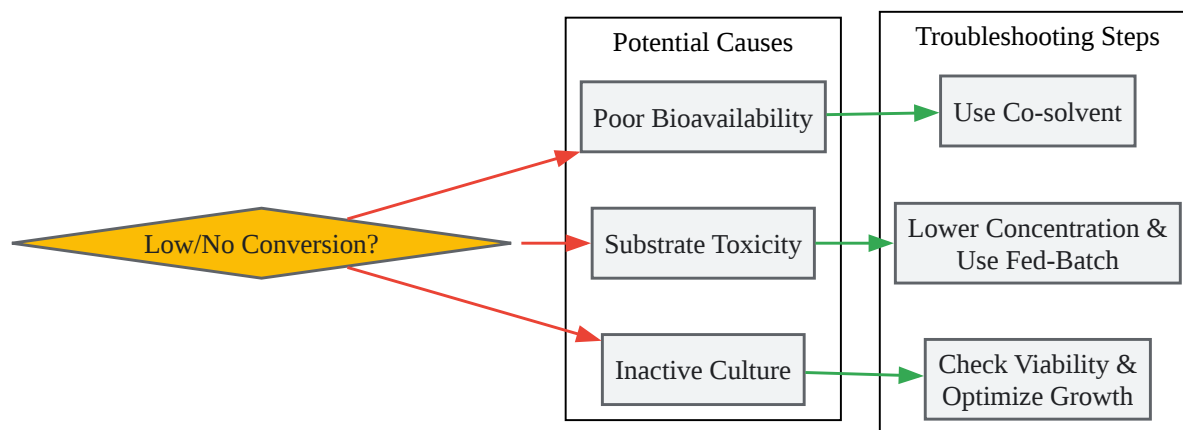 Potential Causes
Troubleshooting Steps
Poor Bioavailability
Use Co-solvent
Low/No Conversion?
Substrate Toxicity
Lower Concentration &
Use Fed-Batch
Inactive Culture
Check Viability &
Optimize Growth